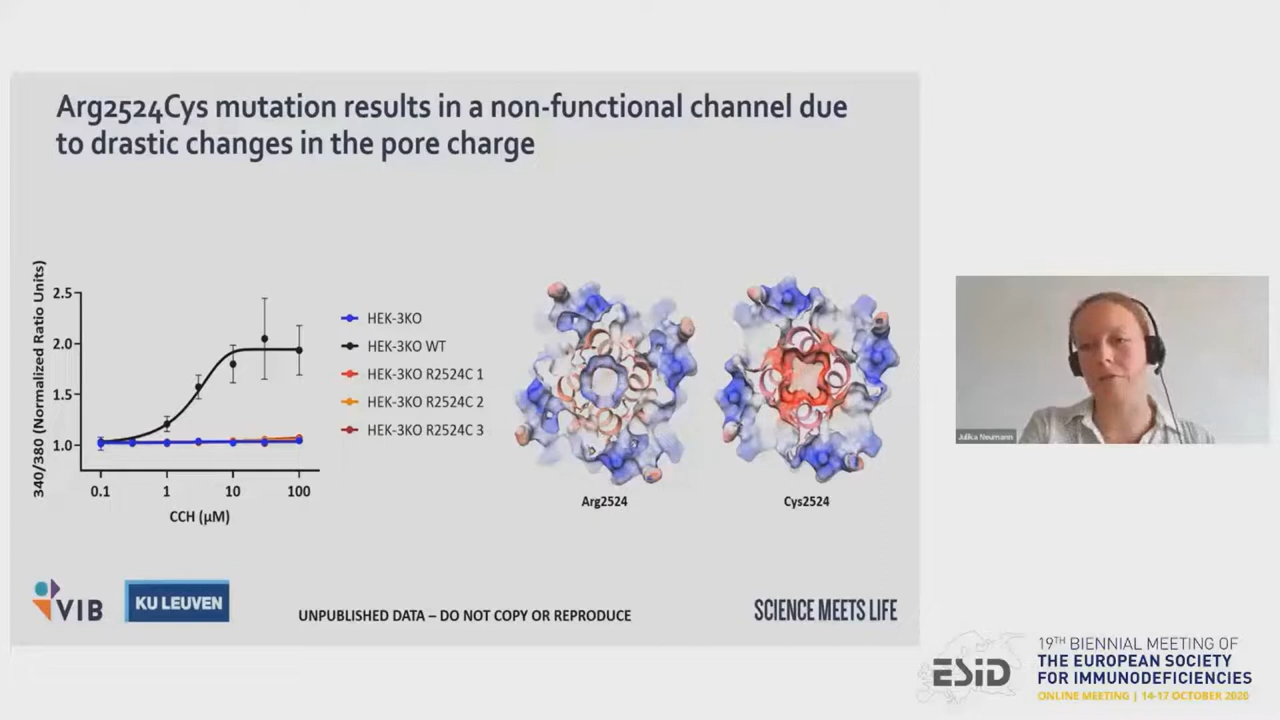 Arg2524Cys mutation results in a non-functional channel due
to drastic changes in the pore charge
340/380 (Normalized Ratio Units)
2.5
2.0
1.5
1.0
0.1
1
10
100
CCH (µM)
HEK-3KO
HEK-3KO WT
HEK-3KO R2524C 1
HEK-3KO R2524C 2
HEK-3KO R2524C 3
Arg2524
Cys2524
VIB
KU LEUVEN
UNPUBLISHED DATA – DO NOT COPY OR REPRODUCE
SCIENCE MEETS LIFE
Julika Neumann
ESiD
19TH BIENNIAL MEETING OF
THE EUROPEAN SOCIETY
FOR IMMUNODEFICIENCIES
ONLINE MEETING | 14-17 OCTOBER 2020